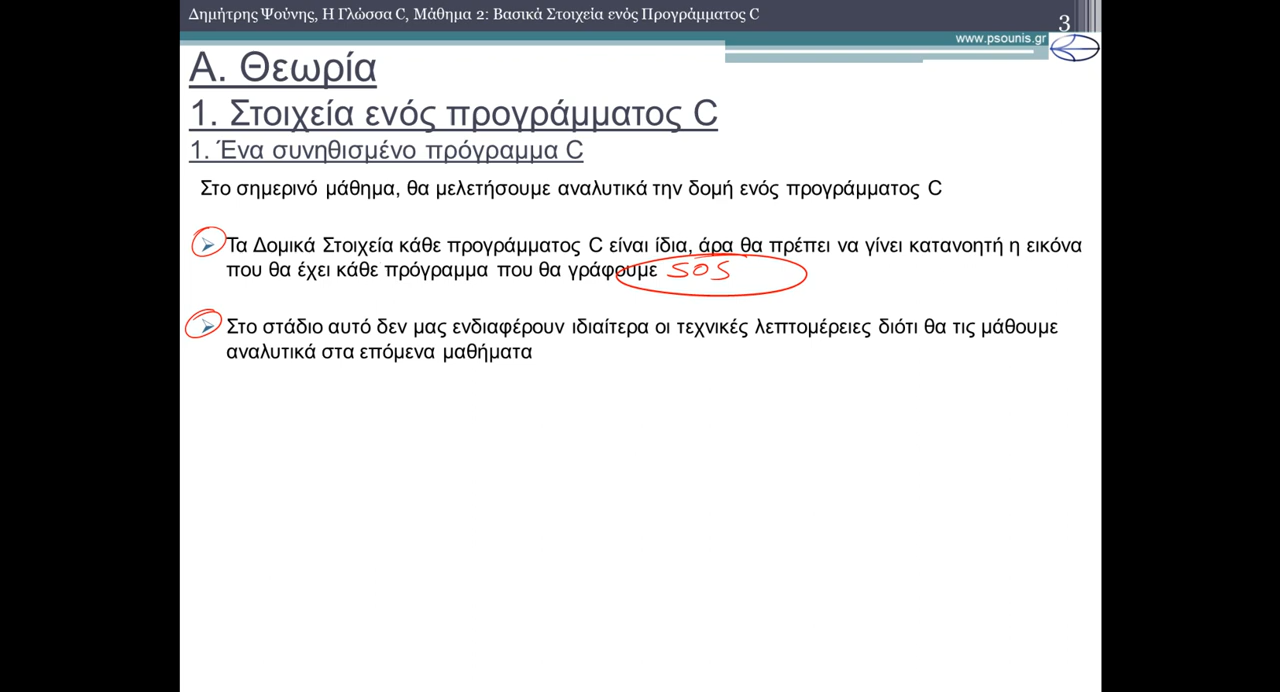 Δημήτρης Ψούνης, Η Γλώσσα C, Μάθημα 2: Βασικά Στοιχεία ενός Προγράμματος C
3
www.psounis.gr
Α. Θεωρία
1. Στοιχεία ενός προγράμματος C
1. Ένα συνηθισμένο πρόγραμμα C
Στο σημερινό μάθημα, θα μελετήσουμε αναλυτικά την δομή ενός προγράμματος C
Τα Δομικά Στοιχεία κάθε προγράμματος C είναι ίδια, άρα θα πρέπει να γίνει κατανοητή η εικόνα
που θα έχει κάθε πρόγραμμα που θα γράφουμε SOS
Στο στάδιο αυτό δεν μας ενδιαφέρουν ιδιαίτερα οι τεχνικές λεπτομέρειες διότι θα τις μάθουμε
αναλυτικά στα επόμενα μαθήματα